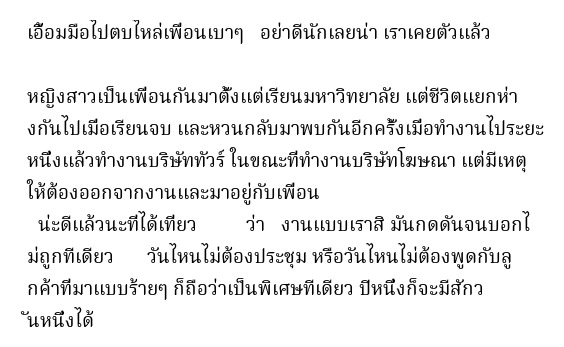 เอื้อมมือไปตบไหล่เพื่อนเบาๆ   อย่าดีนักเลยน่า เราเคยตัวแล้ว
หญิงสาวเป็นเพื่อนกันมาตั้งแต่เรียนมหาวิทยาลัย แต่ชีวิตแยกห่า
งกันไปเมื่อเรียนจบ และหวนกลับมาพบกันอีกครั้งเมื่อทำงานไประยะ
หนึ่งแล้วทำงานบริษัททัวร์ ในขณะที่ทำงานบริษัทโฆษณา แต่มีเหตุ
ให้ต้องออกจากงานและมาอยู่กับเพื่อน
น่ะดีแล้วนะที่ได้เที่ยว         ว่า   งานแบบเราสิ มันกดดันจนบอกไ
ม่ถูกทีเดียว      วันไหนไม่ต้องประชุม หรือวันไหนไม่ต้องพูดกับลู
กค้าที่มาแบบร้ายๆ ก็ถือว่าเป็นพิเศษทีเดียว ปีหนึ่งก็จะมีสักว
ันหนึ่งได้